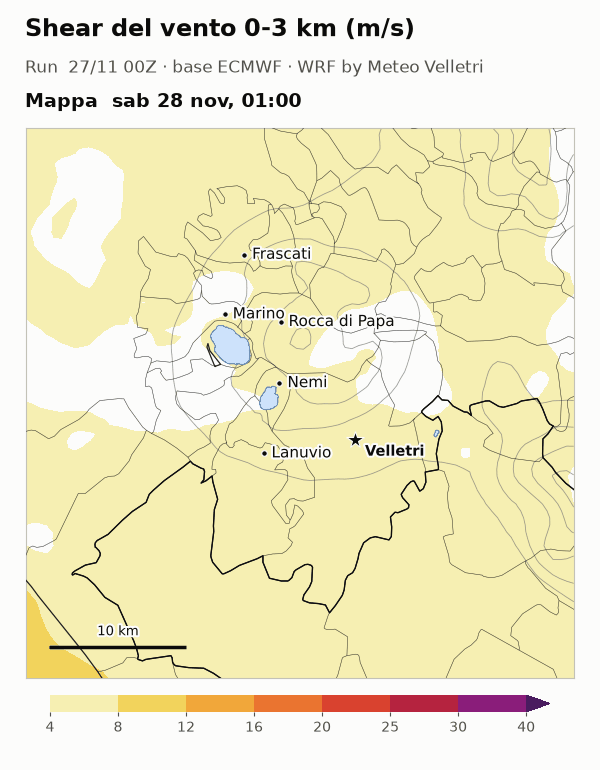 Shear del vento 0-3 km (m/s)
Run  27/11 00Z · base ECMWF · WRF by Meteo Velletri
Mappa  sab 28 nov, 01:00
Frascati
Marino
Rocca di Papa
Nemi
Velletri
Lanuvio
10 km
4 8 12 16 20 25 30 40